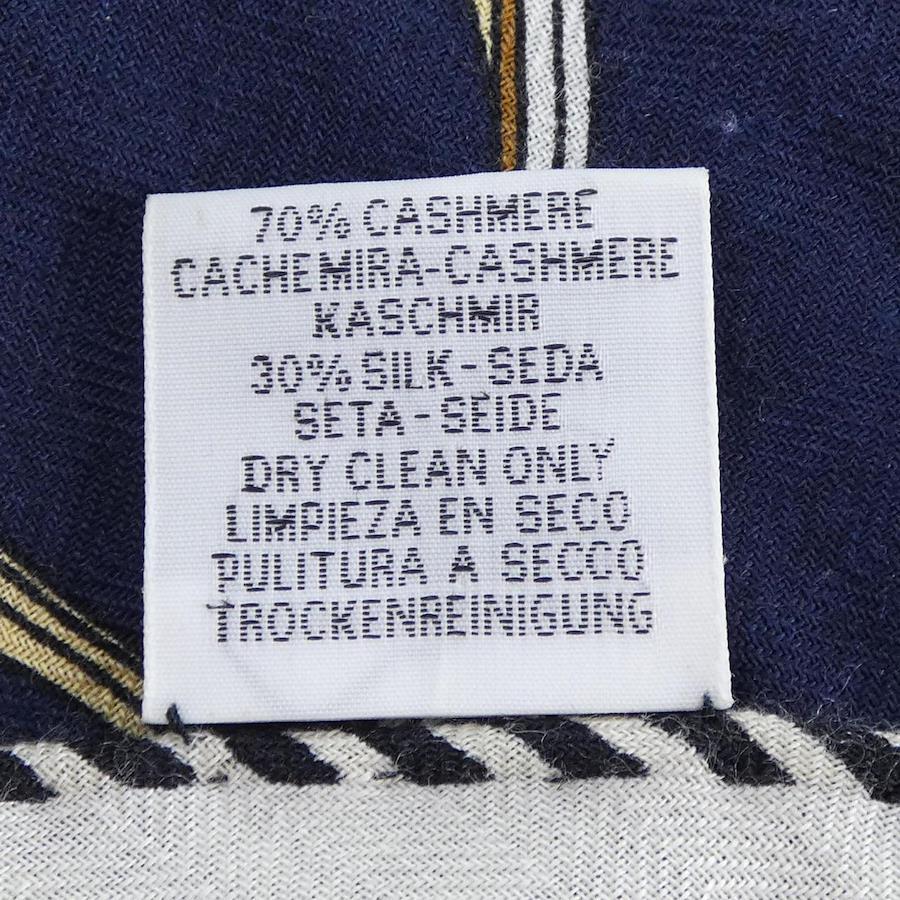 70% CASHMERE
CACHEMIRA-CASHMERE
KASCHMIR
30% SILK-SEDA
SETA-SEIDE
DRY CLEAN ONLY
LIMPIEZA EN SECO
PULITURA A SECCO
TROCKENREINIGUNG